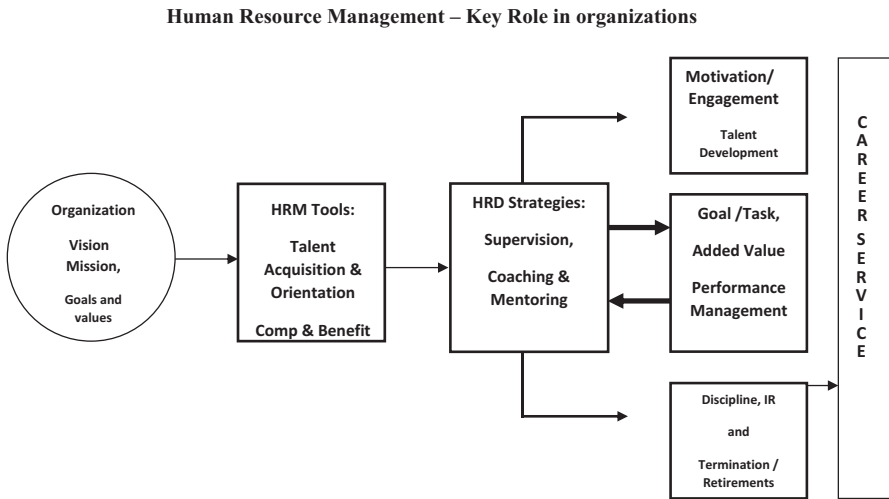 Human Resource Management – Key Role in organizations
Organization
Vision
Mission,
Goals and
values
HRM Tools:
Talent
Acquisition &
Orientation
Comp & Benefit
HRD Strategies:
Supervision,
Coaching &
Mentoring
Motivation/
Engagement
Talent
Development
Goal /Task,
Added Value
Performance
Management
Discipline, IR
and
Termination /
Retirements
CAREER SERVICE